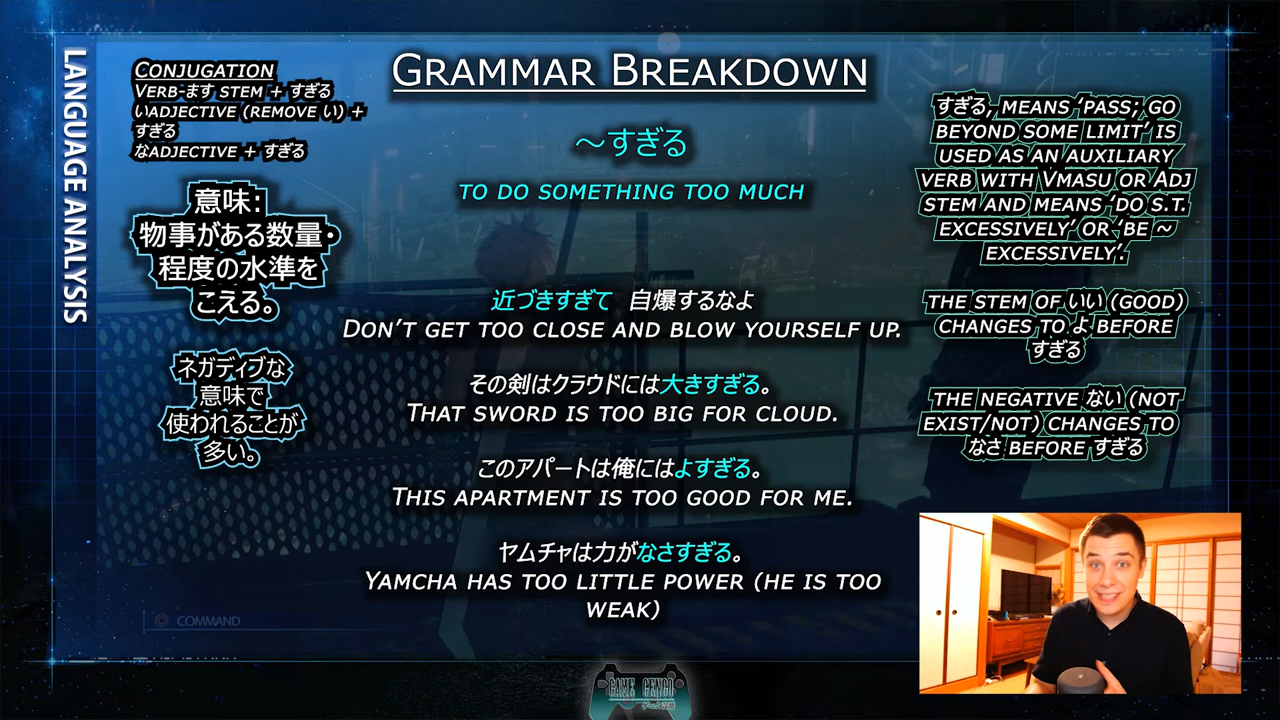 LANGUAGE ANALYSIS
CONJUGATION
VERB-ます STEM + すぎる
いADJECTIVE (REMOVE い) +
すぎる
なADJECTIVE + すぎる
意味:
物事がある数量・
程度の水準を
こえる。
ネガディブな
意味で
使われることが
多い。
GRAMMAR BREAKDOWN
～すぎる
TO DO SOMETHING TOO MUCH
近づきすぎて 自爆するなよ
DON'T GET TOO CLOSE AND BLOW YOURSELF UP.
その剣はクラウドには大きすぎる。
THAT SWORD IS TOO BIG FOR CLOUD.
このアパートは俺にはよすぎる。
THIS APARTMENT IS TOO GOOD FOR ME.
ヤムチャは力がなさすぎる。
YAMCHA HAS TOO LITTLE POWER (HE IS TOO
WEAK)
すぎる, MEANS 'PASS; GO
BEYOND SOME LIMIT' IS
USED AS AN AUXILIARY
VERB WITH VMASU OR ADJ
STEM AND MEANS 'DO S.T.
EXCESSIVELY' OR 'BE ~
EXCESSIVELY'.
THE STEM OF いい (GOOD)
CHANGES TO よ BEFORE
すぎる
THE NEGATIVE ない (NOT
EXIST/NOT) CHANGES TO
なさ BEFORE すぎる
COMMAND
GAME GENGO
ゲーム言語